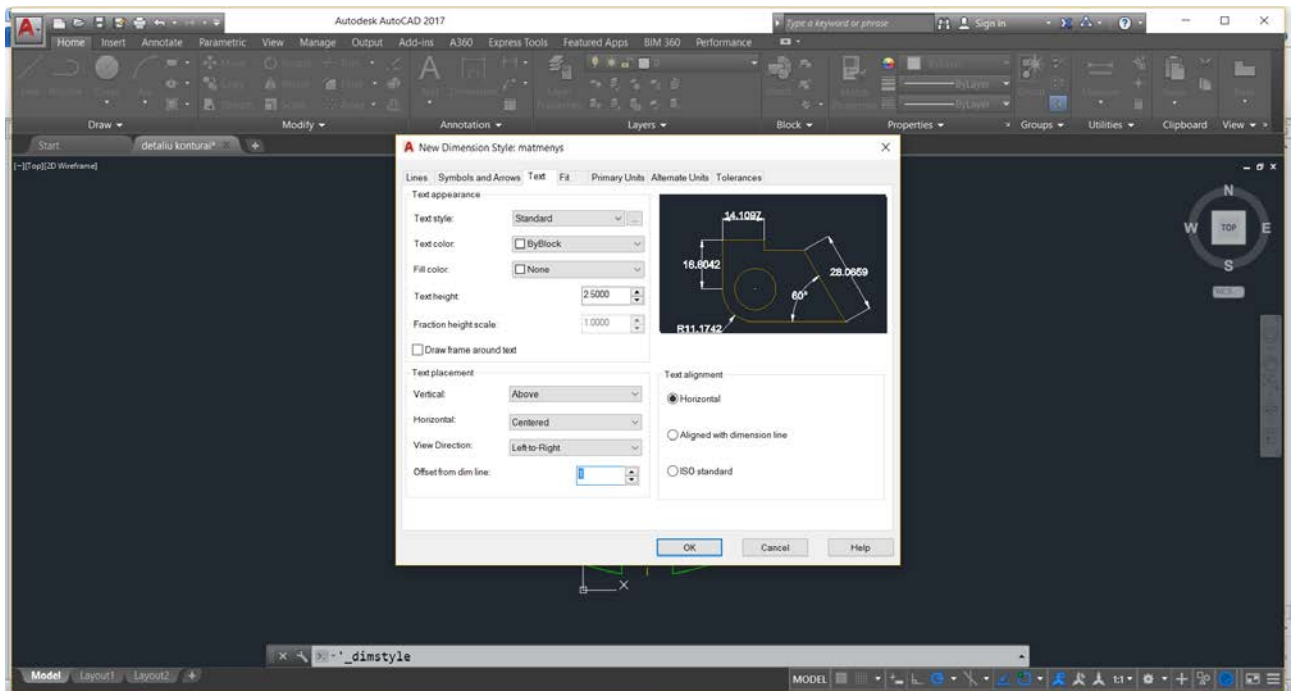 Autodesk AutoCAD 2017
Type a keyword or phrase
Sign In
Home Insert Annotate Parametric View Manage Output Add-ins A360 Express Tools Featured Apps BIM 360 Performance
Draw Modify Annotation Layers Block Properties Groups Utilities Clipboard View
Start detaliu konturai*
[-][Top][2D Wireframe]
N
W TOP E
S
WCS
A New Dimension Style: matmenys
Lines Symbols and Arrows Text Fit Primary Units Alternate Units Tolerances
Text appearance
Text style: Standard
Text color: ByBlock
Fill color: None
Text height: 2.5000
Fraction height scale: 1.0000
Draw frame around text
14.1097
16.6042
28.0659
60°
R11.1742
Text placement
Vertical: Above
Horizontal: Centered
View Direction: Left-to-Right
Offset from dim line: 1
Text alignment
Horizontal
Aligned with dimension line
ISO standard
OK Cancel Help
X
'_dimstyle
Model Layout1 Layout2
MODEL 1:1